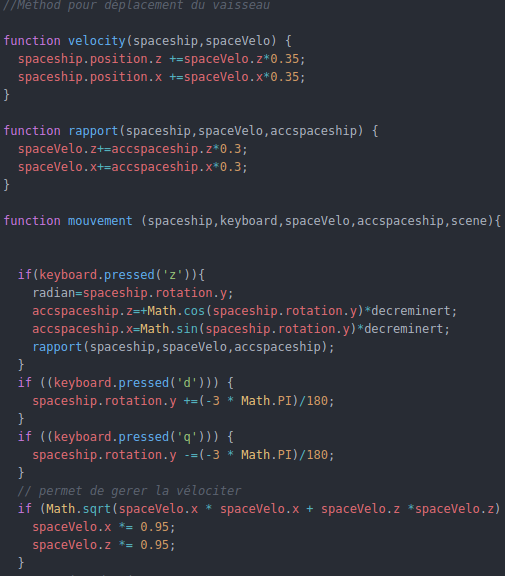 //Méthod pour déplacement du vaisseau
function velocity(spaceship,spaceVelo) {
spaceship.position.z +=spaceVelo.z*0.35;
spaceship.position.x +=spaceVelo.x*0.35;
}
function rapport(spaceship,spaceVelo,accspaceship) {
spaceVelo.z+=accspaceship.z*0.3;
spaceVelo.x+=accspaceship.x*0.3;
}
function mouvement (spaceship,keyboard,spaceVelo,accspaceship,scene){
if(keyboard.pressed('z')){
radian=spaceship.rotation.y;
accspaceship.z=+Math.cos(spaceship.rotation.y)*decreminert;
accspaceship.x=Math.sin(spaceship.rotation.y)*decreminert;
rapport(spaceship,spaceVelo,accspaceship);
}
if ((keyboard.pressed('d'))) {
spaceship.rotation.y +=(-3 * Math.PI)/180;
}
if ((keyboard.pressed('q'))) {
spaceship.rotation.y -=(-3 * Math.PI)/180;
}
// permet de gerer la vélociter
if (Math.sqrt(spaceVelo.x * spaceVelo.x + spaceVelo.z *spaceVelo.z)
spaceVelo.x *= 0.95;
spaceVelo.z *= 0.95;
}